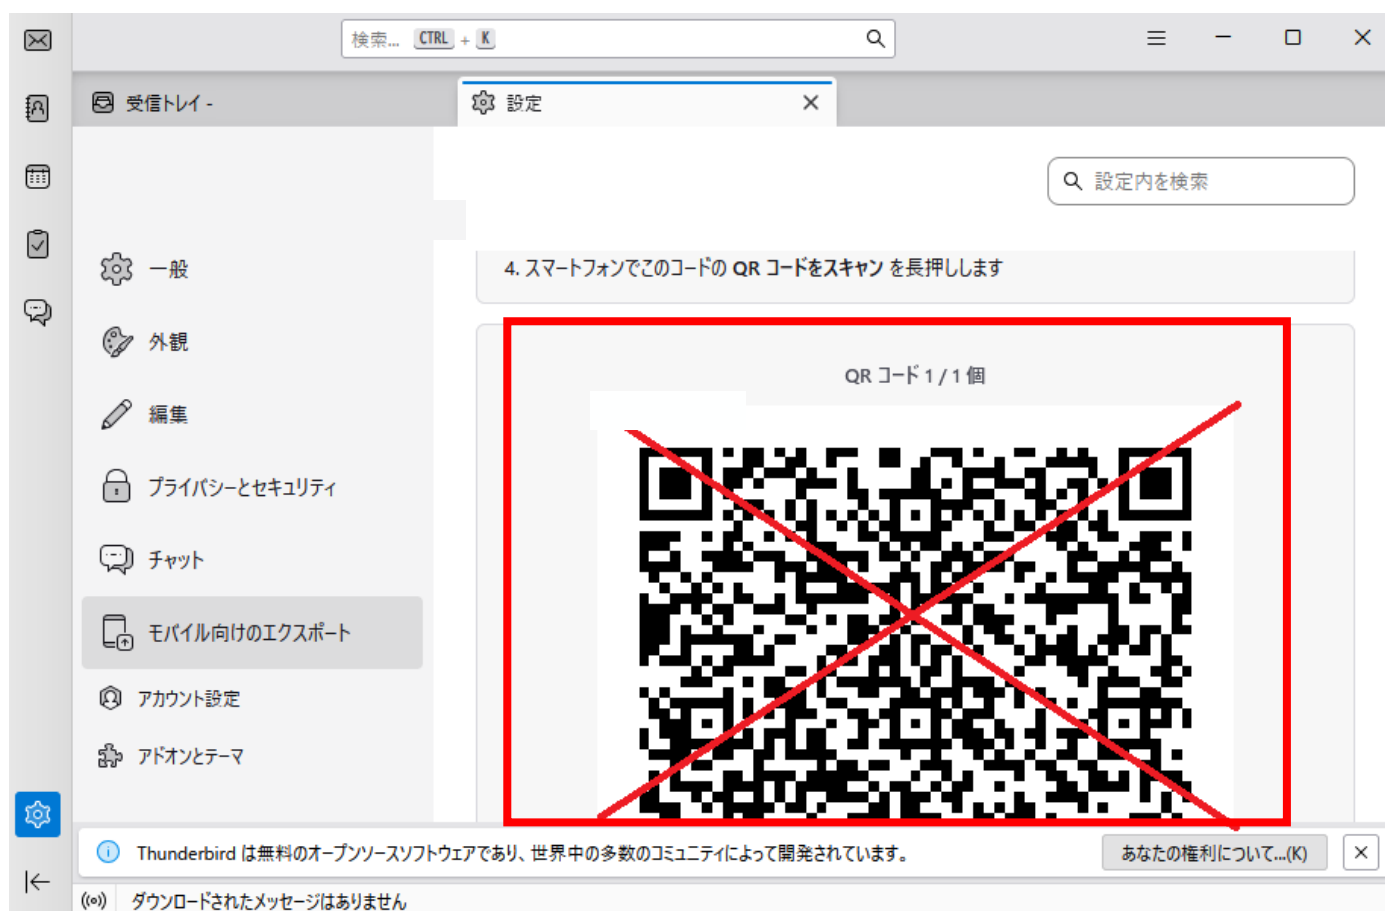 検索... CTRL + K
受信トレイ -
設定
設定内を検索
一般
外観
編集
プライバシーとセキュリティ
チャット
モバイル向けのエクスポート
アカウント設定
アドオンとテーマ
4. スマートフォンでこのコードの QR コードをスキャン を長押しします
QR コード 1 / 1 個
Thunderbird は無料のオープンソースソフトウェアであり、世界中の多数のコミュニティによって開発されています。
あなたの権利について...(K)
ダウンロードされたメッセージはありません